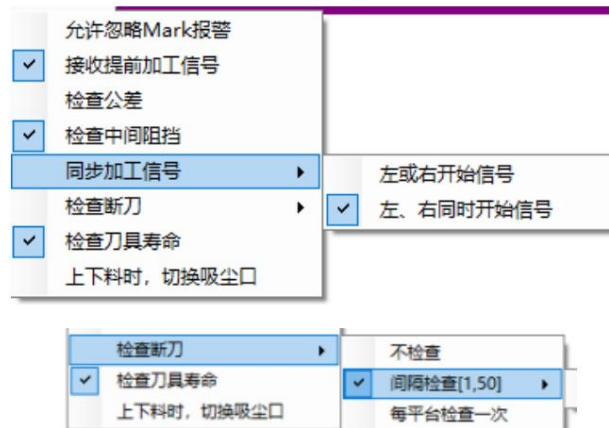 允许忽略Mark报警
接收提前加工信号
检查公差
检查中间阻挡
同步加工信号
左或右开始信号
检查断刀
左、右同时开始信号
检查刀具寿命
上下料时，切换吸尘口
检查断刀
不检查
检查刀具寿命
间隔检查[1,50]
上下料时，切换吸尘口
每平台检查一次